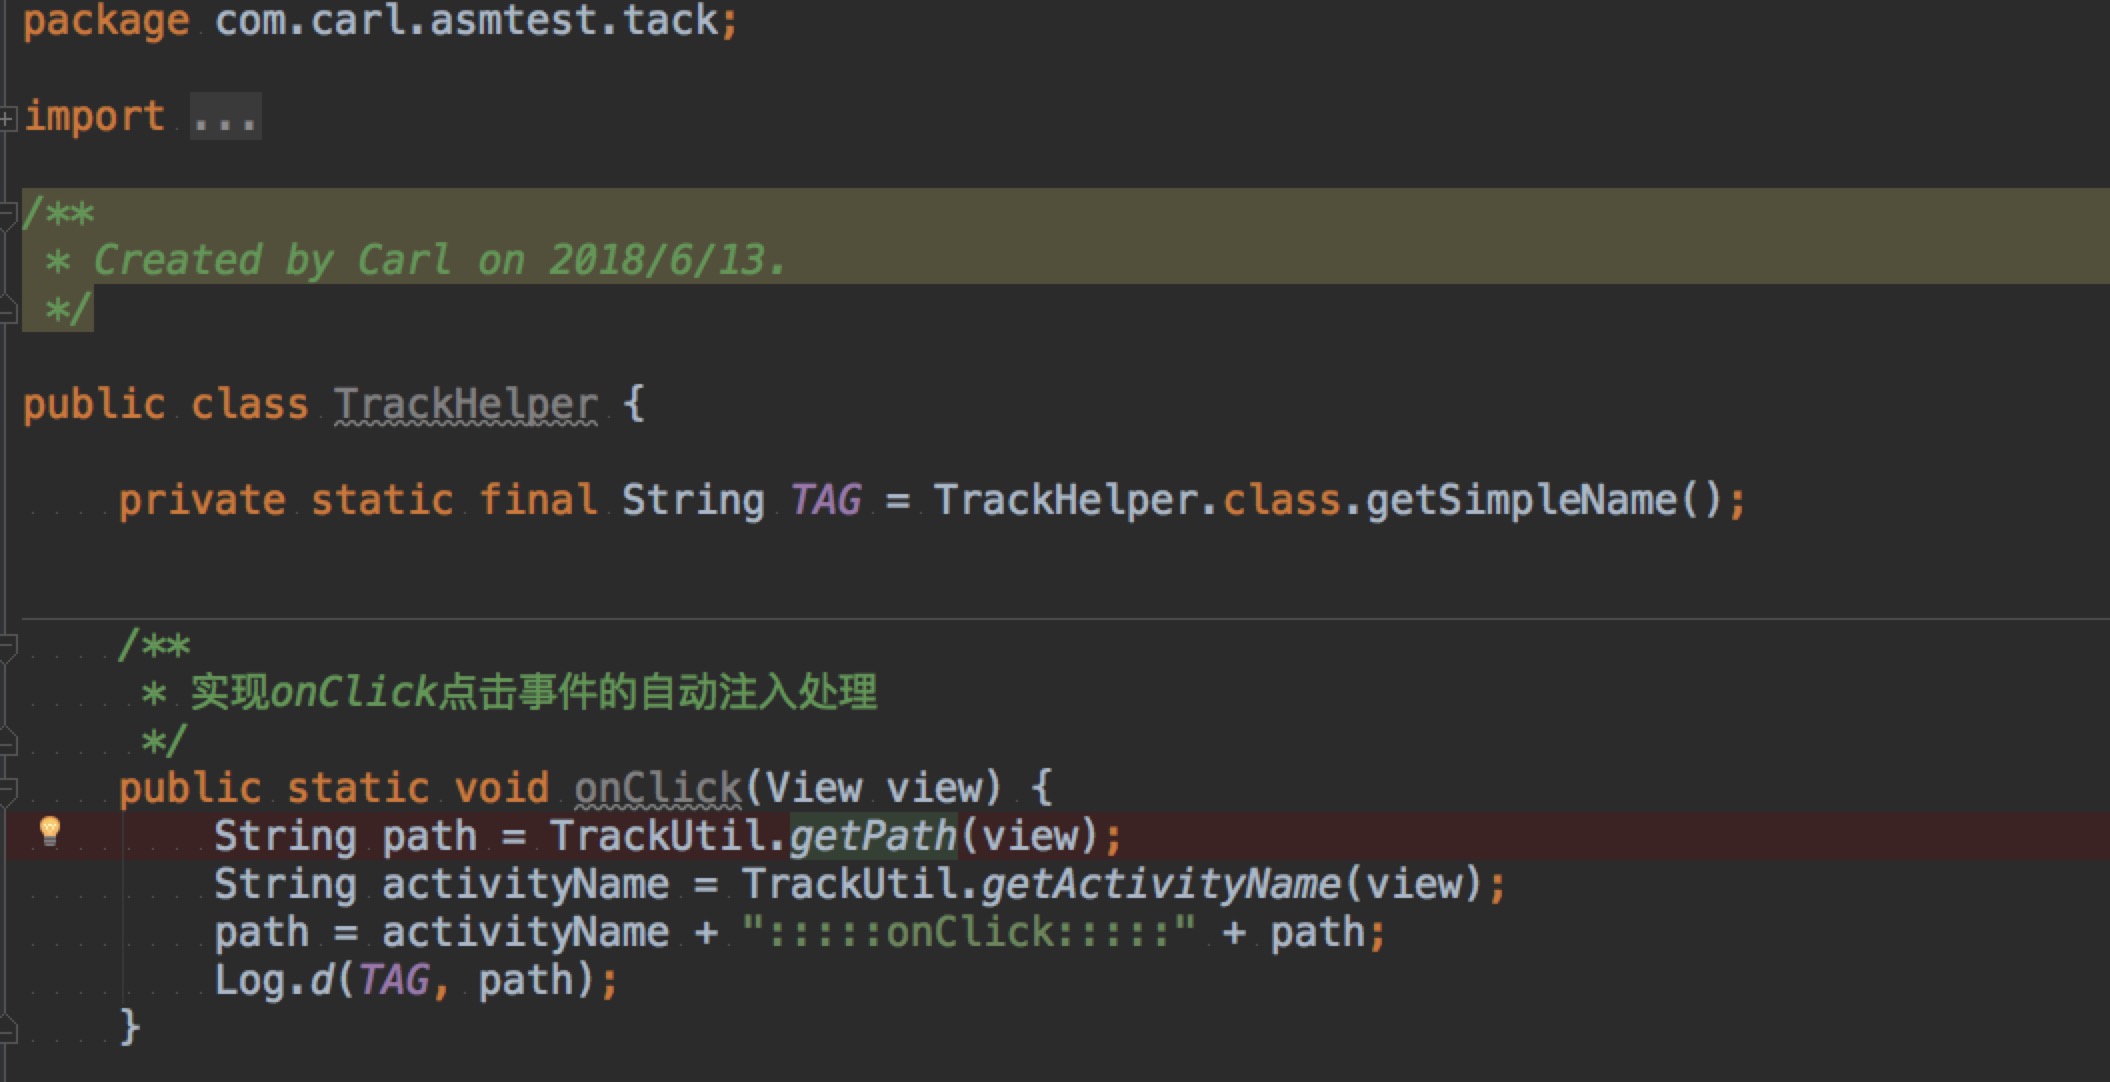 package com.carl.asmtest.tack;
import ...
/**
* Created by Carl on 2018/6/13.
*/
public class TrackHelper {
private static final String TAG = TrackHelper.class.getSimpleName();
/**
* 实现onClick点击事件的自动注入处理
*/
public static void onClick(View view) {
String path = TrackUtil.getPath(view);
String activityName = TrackUtil.getActivityName(view);
path = activityName + ":::::onClick:::::" + path;
Log.d(TAG, path);
}